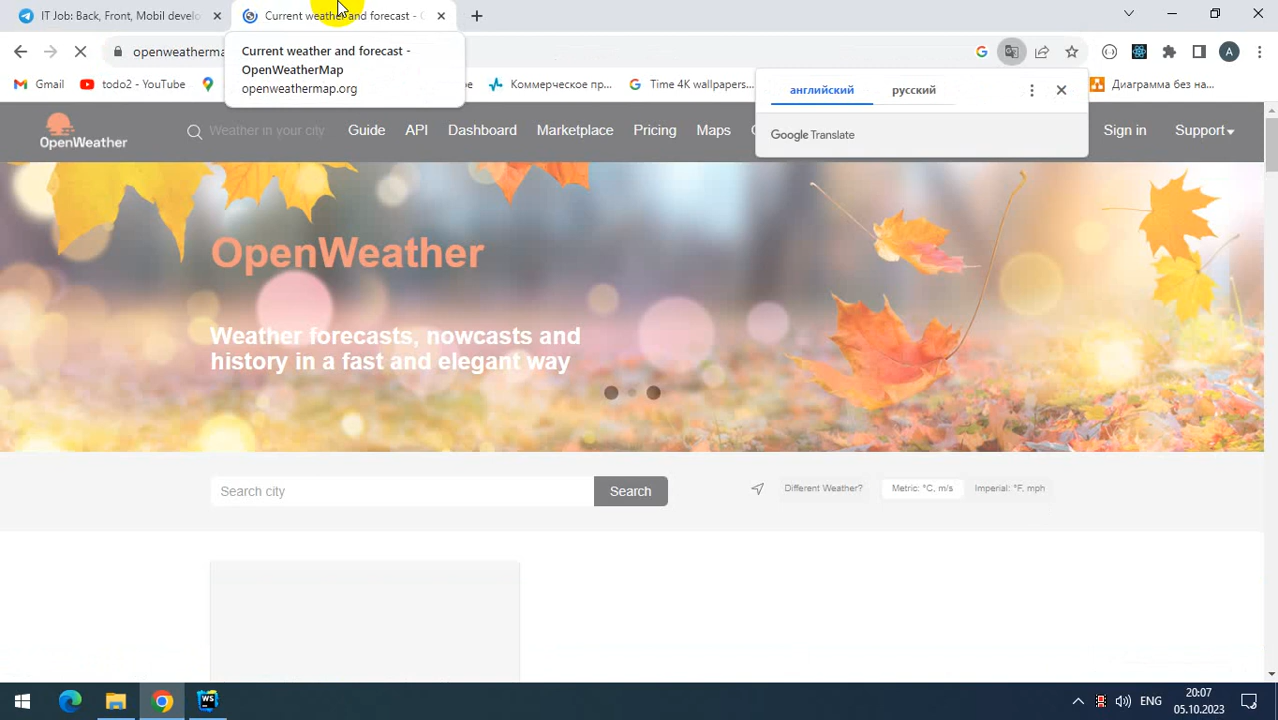 IT Job: Back, Front, Mobil develo
Current weather and forecast - O
openweatherma
Current weather and forecast -
OpenWeatherMap
openweathermap.org
A
Gmail
todo2 - YouTube
Коммерческое пр...
Time 4K wallpapers...
Диаграмма без на...
английский
русский
Google Translate
OpenWeather
Weather in your city
Guide
API
Dashboard
Marketplace
Pricing
Maps
Sign in
Support
OpenWeather
Weather forecasts, nowcasts and
history in a fast and elegant way
Search city
Search
Different Weather?
Metric: °C, m/s
Imperial: °F, mph
WS
ENG
20:07
05.10.2023